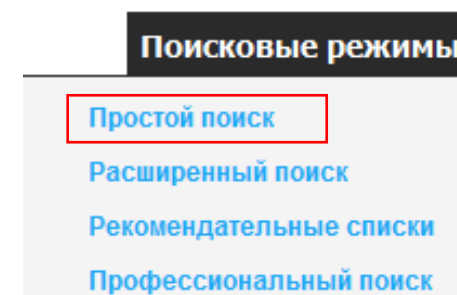 Поисковые режимы
Простой поиск
Расширенный поиск
Рекомендательные списки
Профессиональный поиск